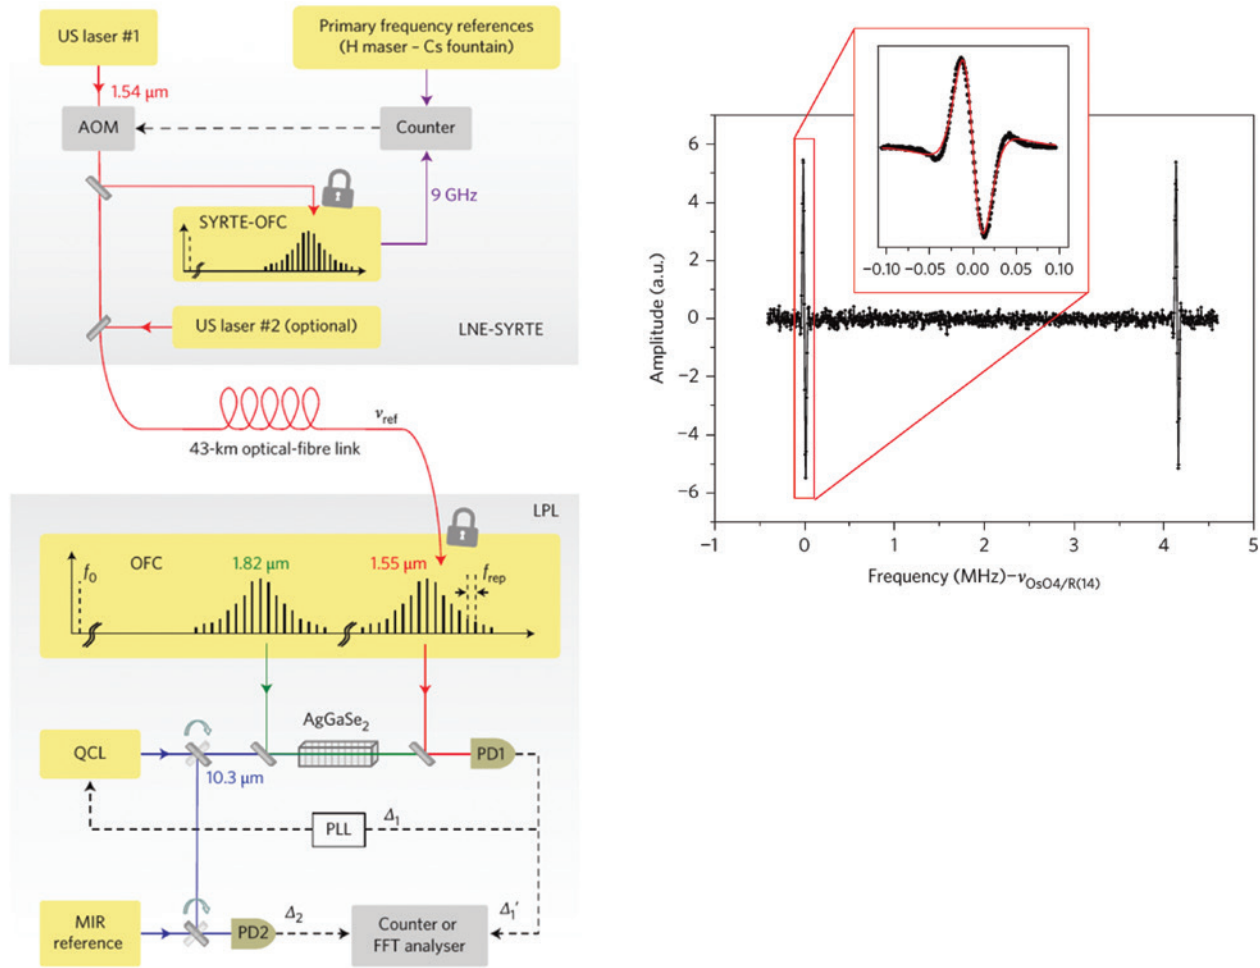 US laser #1
Primary frequency references
(H maser – Cs fountain)
1.54 µm
AOM
Counter
9 GHz
SYRTE-OFC
US laser #2 (optional)
LNE-SYRTE
νref
43-km optical-fibre link
LPL
OFC
1.82 µm
1.55 µm
f0
frep
AgGaSe2
QCL
PD1
10.3 µm
Δ1
PLL
MIR
reference
PD2
Δ2
Counter or
FFT analyser
Δ1′
6
4
2
0
−2
−4
−6
Amplitude (a.u.)
−0.10 −0.05 0.00 0.05 0.10
−1 0 1 2 3 4 5
Frequency (MHz)−νOsO4/R(14)